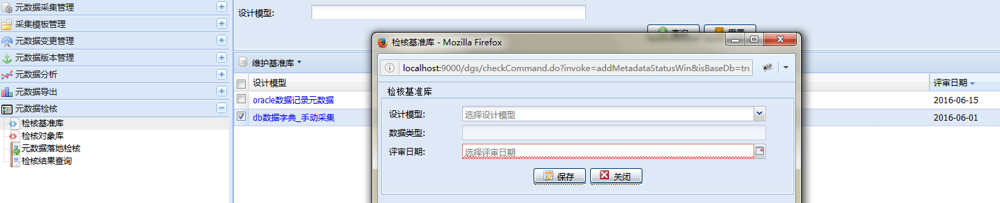 元数据采集管理
采集模板管理
元数据变更管理
元数据版本管理
元数据分析
元数据导出
元数据检核
检核基准库
检核对象库
元数据落地检核
检核结果查询
设计模型:
查询 重置
维护基准库
设计模型 评审日期
oracle数据记录元数据 2016-06-15
db数据字典_手动采集 2016-06-01
检核基准库 - Mozilla Firefox
localhost:9000/dgs/checkCommand.do?invoke=addMetadataStatusWin&isBaseDb=tru
检核基准库
设计模型: 选择设计模型
数据类型:
评审日期: 选择评审日期
保存 关闭